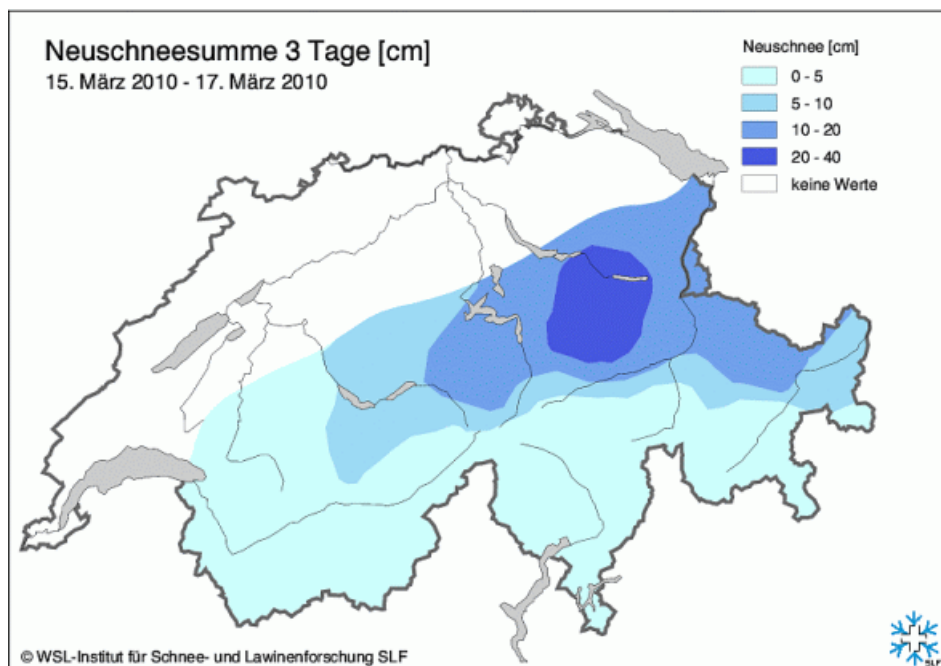 Neuschneesumme 3 Tage [cm]
15. März 2010 - 17. März 2010
Neuschnee [cm]
0 - 5
5 - 10
10 - 20
20 - 40
keine Werte
© WSL-Institut für Schnee- und Lawinenforschung SLF
SLF